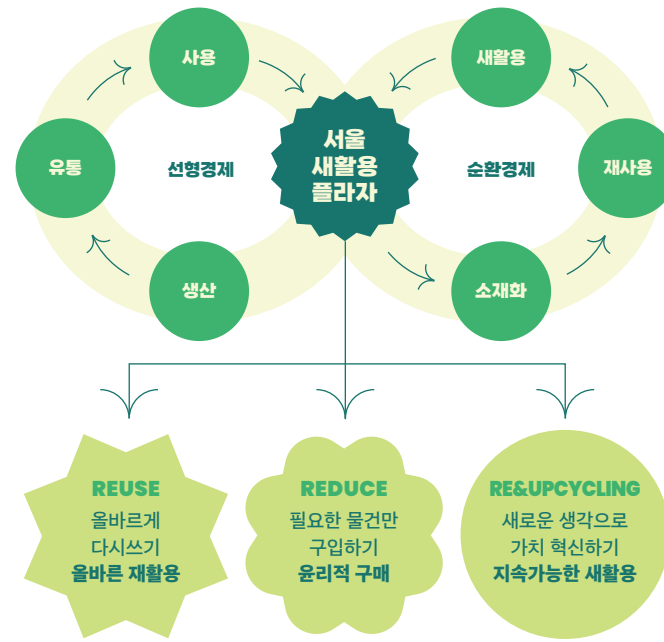 사용
새활용
유통
선형경제
서울
새활용
플라자
순환경제
재사용
생산
소재화
REUSE
올바르게
다시쓰기
올바른 재활용
REDUCE
필요한 물건만
구입하기
윤리적 구매
RE&UPCYCLING
새로운 생각으로
가치 혁신하기
지속가능한 새활용